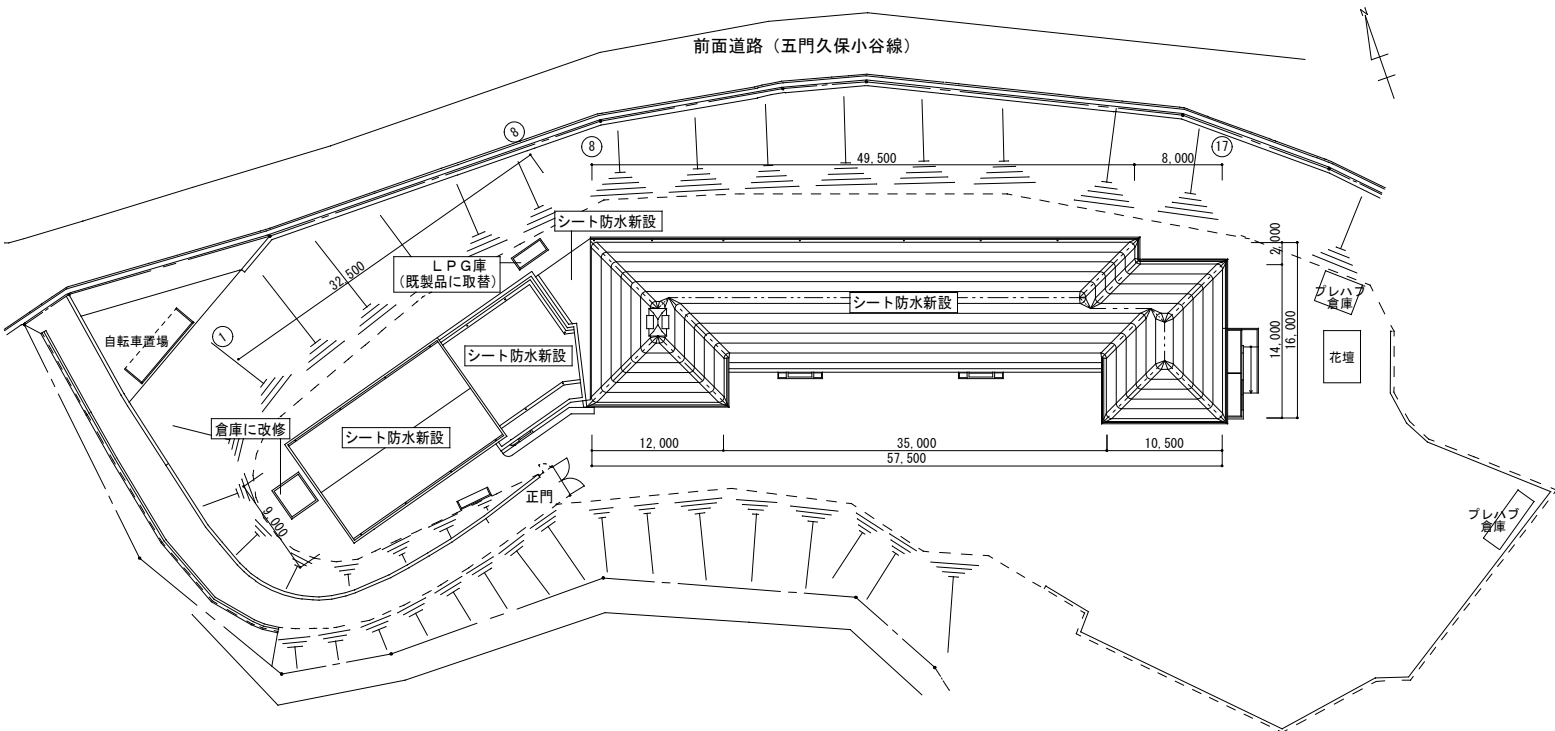 N
前面道路（五門久保小谷線）
8
8
49,500
8,000
17
シート防水新設
ＬＰＧ庫
(既製品に取替)
32,500
2,000
14,000
16,000
プレハブ
倉庫
シート防水新設
自転車置場
1
シート防水新設
花壇
倉庫に改修
シート防水新設
12,000
35,000
10,500
57,500
正門
9,000
プレハブ
倉庫